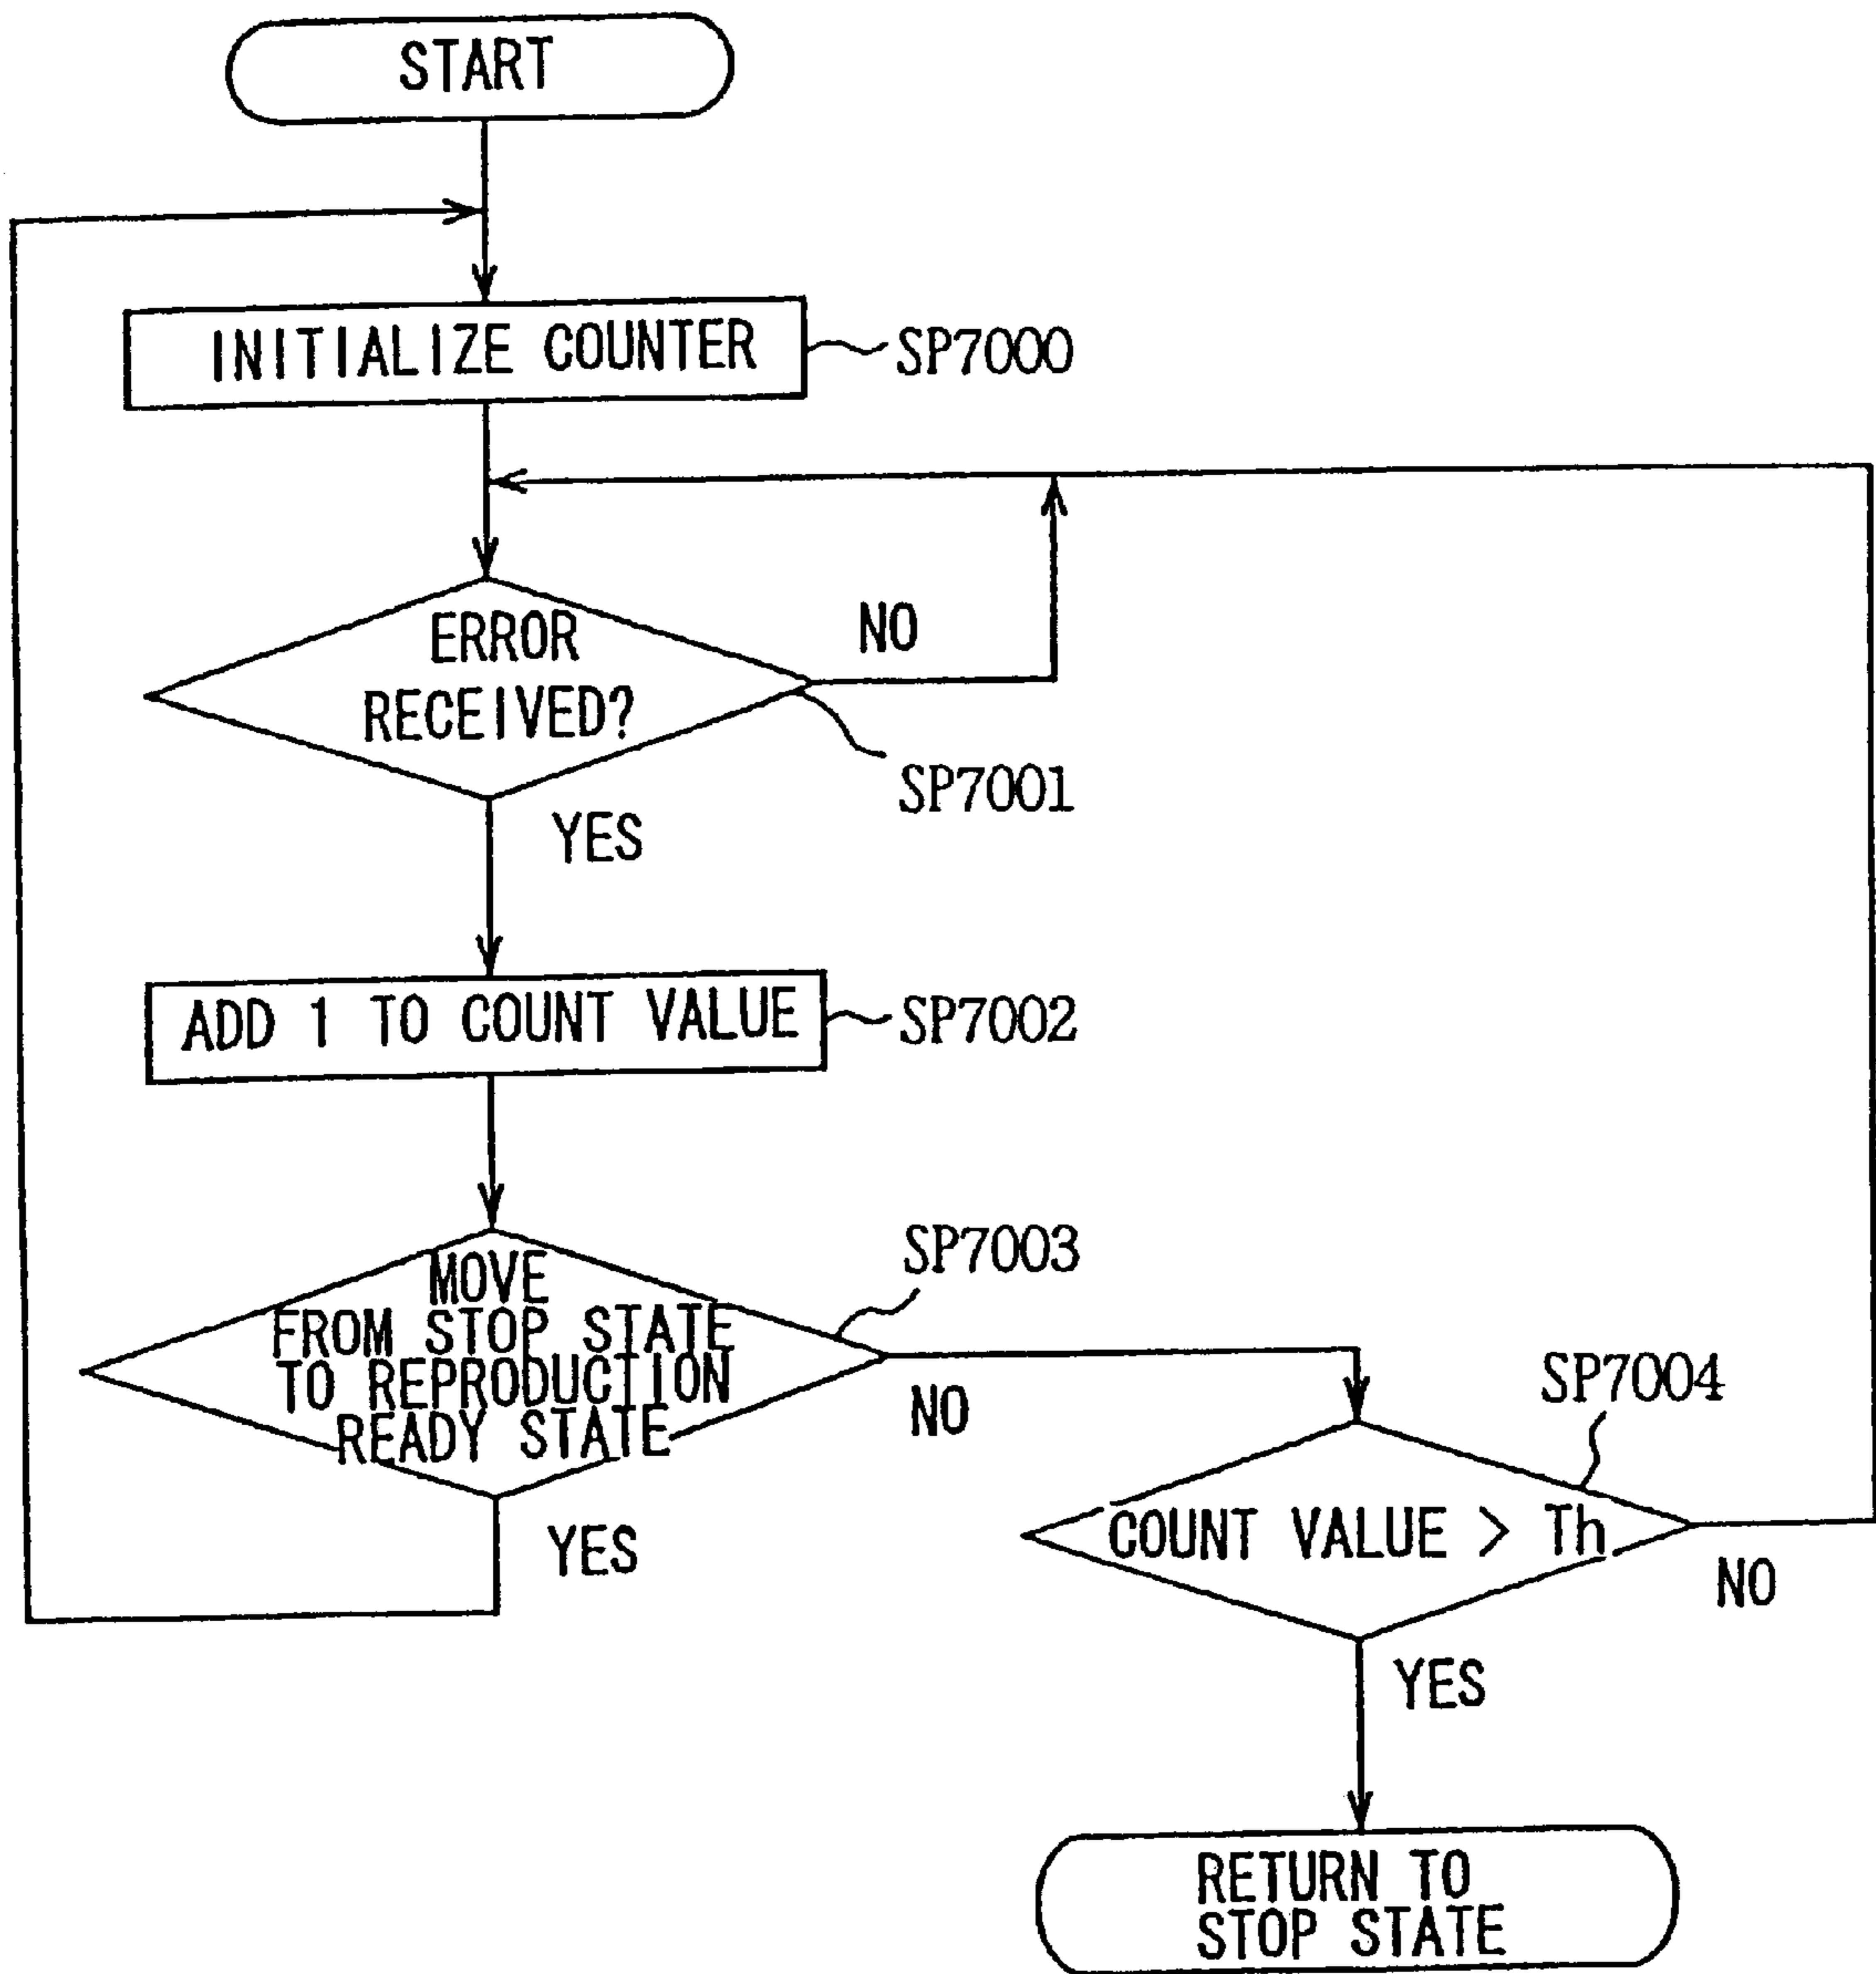 START
INITIALIZE COUNTER
SP7000
ERROR
RECEIVED?
NO
SP7001
YES
ADD 1 TO COUNT VALUE
SP7002
MOVE
FROM STOP STATE
TO REPRODUCTION
READY STATE
SP7003
NO
YES
SP7004
COUNT VALUE > Th
NO
YES
RETURN TO
STOP STATE